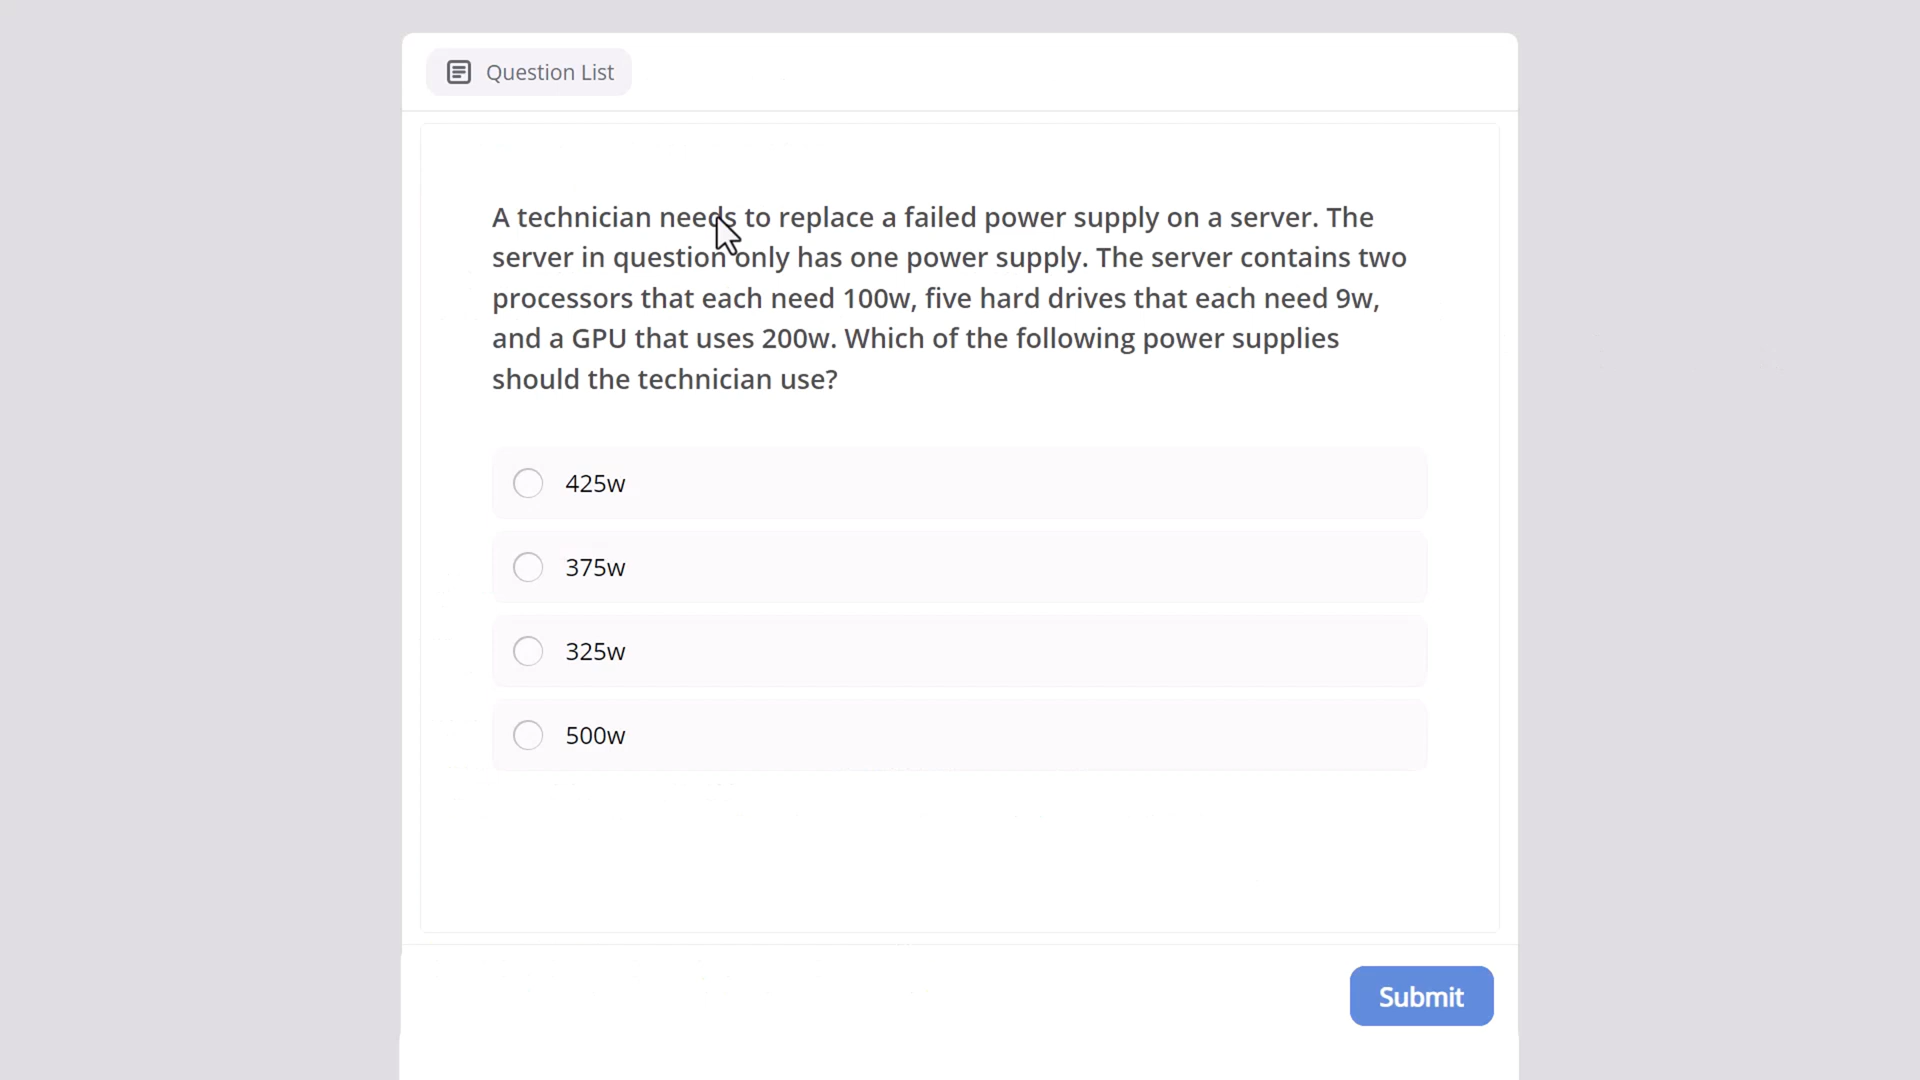 Question List
A technician needs to replace a failed power supply on a server. The
server in question only has one power supply. The server contains two
processors that each need 100w, five hard drives that each need 9w,
and a GPU that uses 200w. Which of the following power supplies
should the technician use?
425w
375w
325w
500w
Submit